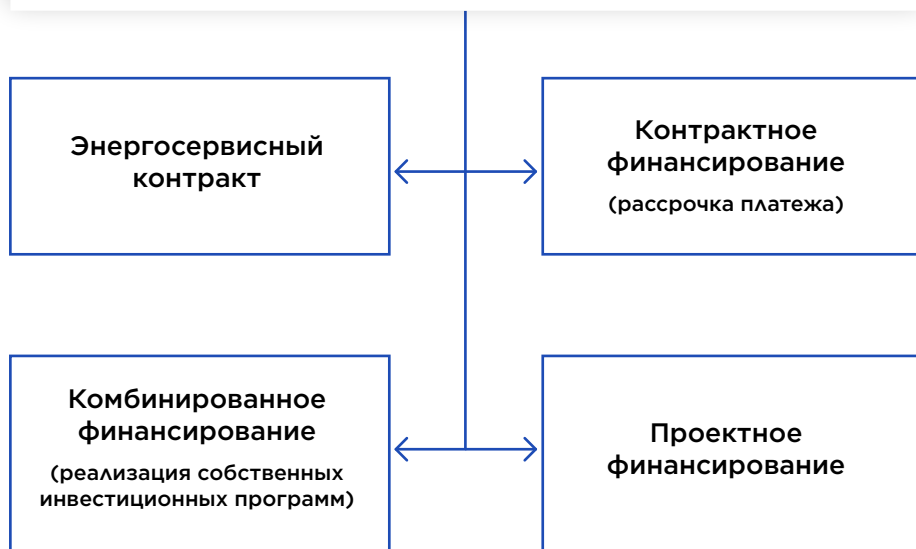 Энергосервисный
контракт
Контрактное
финансирование
(рассрочка платежа)
Комбинированное
финансирование
(реализация собственных
инвестиционных программ)
Проектное
финансирование